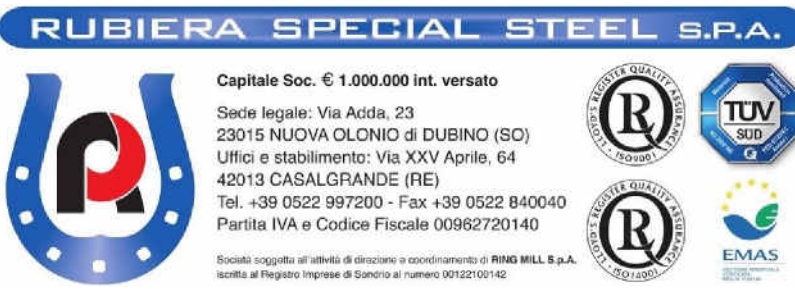 RUBIERA SPECIAL STEEL S.P.A.
Capitale Soc. € 1.000.000 int. versato
Sede legale: Via Adda, 23
23015 NUOVA OLONIO di DUBINO (SO)
Uffici e stabilimento: Via XXV Aprile, 64
42013 CASALGRANDE (RE)
Tel. +39 0522 997200 - Fax +39 0522 840040
Partita IVA e Codice Fiscale 00962720140
Società soggetta all'attività di direzione e coordinamento di RING MILL S.p.A.
iscritta al Registro Imprese di Sondrio al numero 00122100142
R
LLOYD'S REGISTER QUALITY ASSURANCE
ISO9001
TÜV
SÜD
LLOYD'S REGISTER QUALITY ASSURANCE
ISO14001
EMAS